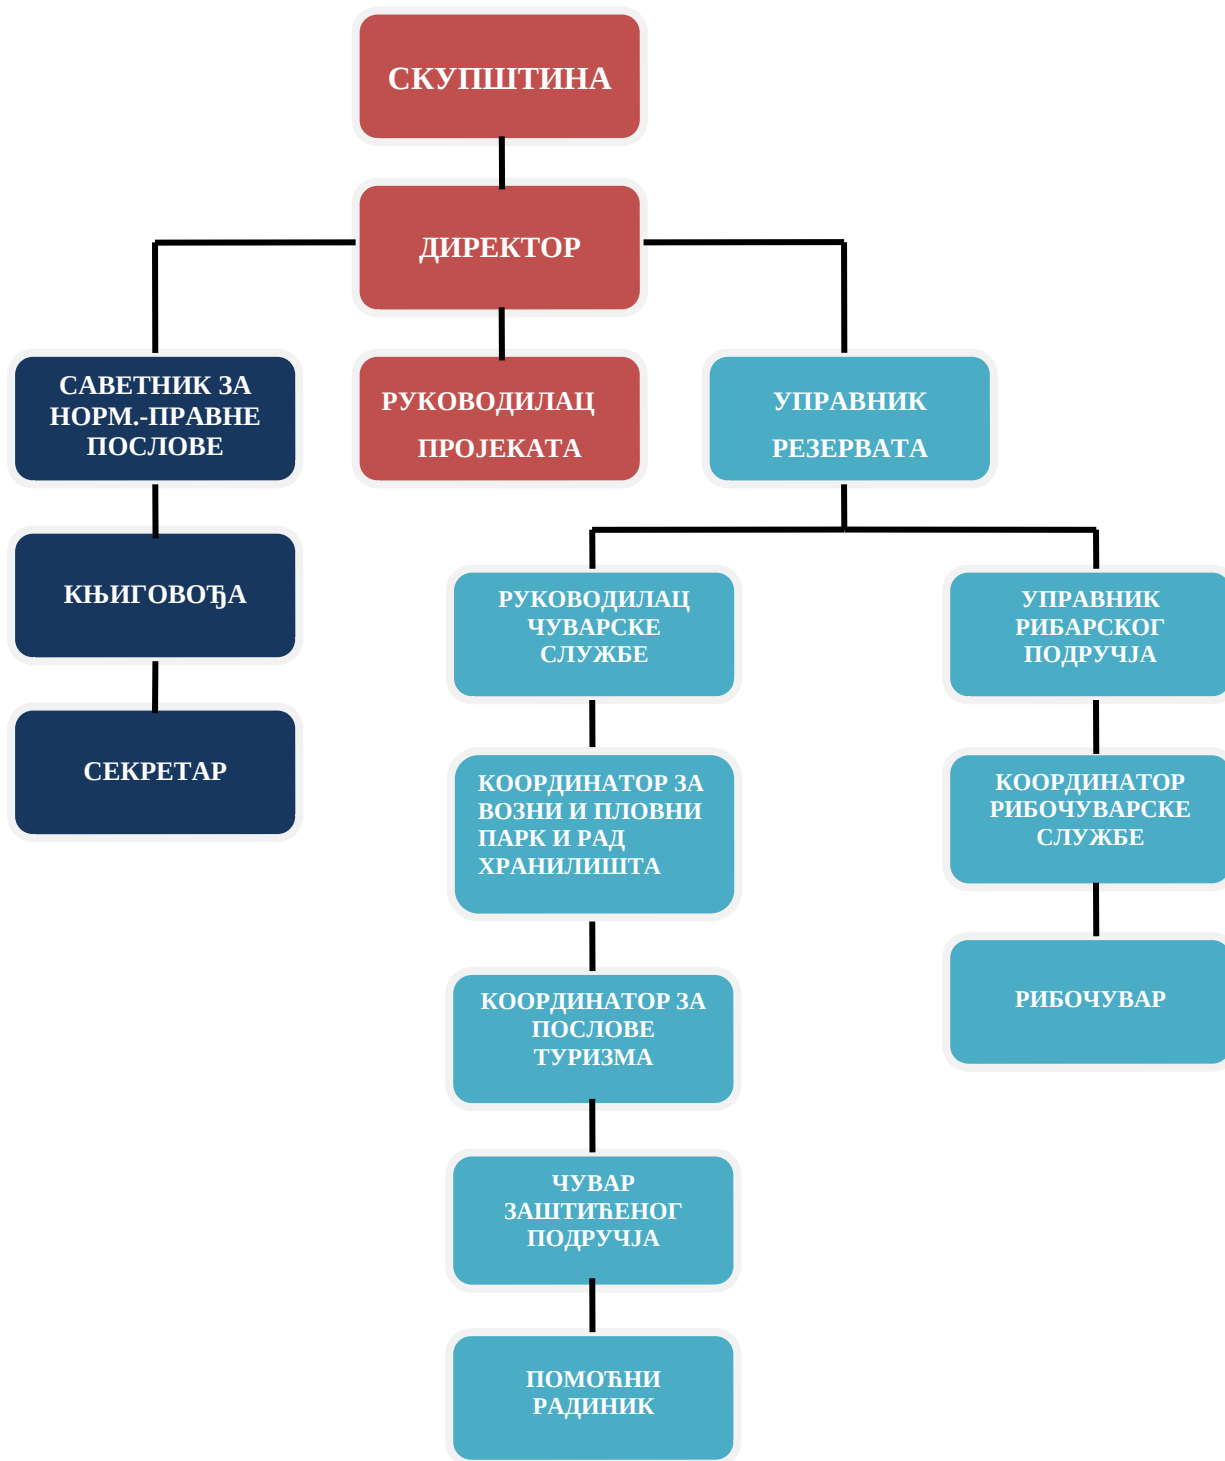 СКУПШТИНА
ДИРЕКТОР
САВЕТНИК ЗА
НОРМ.-ПРАВНЕ
ПОСЛОВЕ
РУКОВОДИЛАЦ
ПРОЈЕКАТА
УПРАВНИК
РЕЗЕРВАТА
КЊИГОВОЂА
СЕКРЕТАР
РУКОВОДИЛАЦ
ЧУВАРСКЕ
СЛУЖБЕ
УПРАВНИК
РИБАРСКОГ
ПОДРУЧЈА
КООРДИНАТОР ЗА
ВОЗНИ И ПЛОВНИ
ПАРК И РАД
ХРАНИЛИШТА
КООРДИНАТОР
РИБОЧУВАРСКЕ
СЛУЖБЕ
КООРДИНАТОР ЗА
ПОСЛОВЕ
ТУРИЗМА
РИБОЧУВАР
ЧУВАР
ЗАШТИЋЕНОГ
ПОДРУЧЈА
ПОМОЋНИ
РАДИНИК